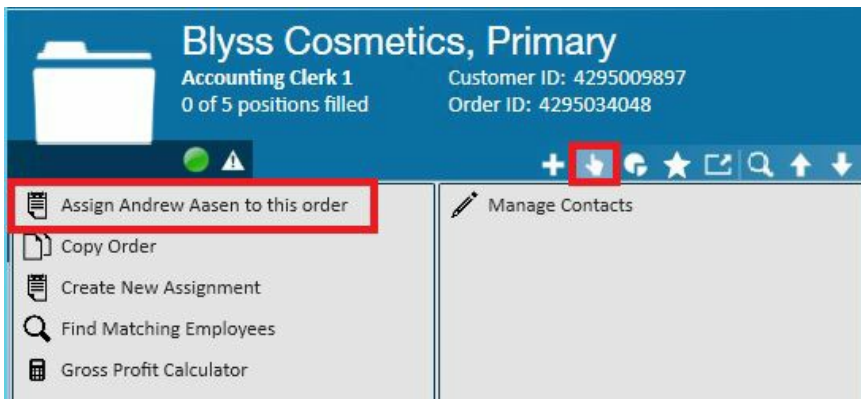 Blyss Cosmetics, Primary
Accounting Clerk 1
Customer ID: 4295009897
0 of 5 positions filled
Order ID: 4295034048
Assign Andrew Aasen to this order
Manage Contacts
Copy Order
Create New Assignment
Find Matching Employees
Gross Profit Calculator